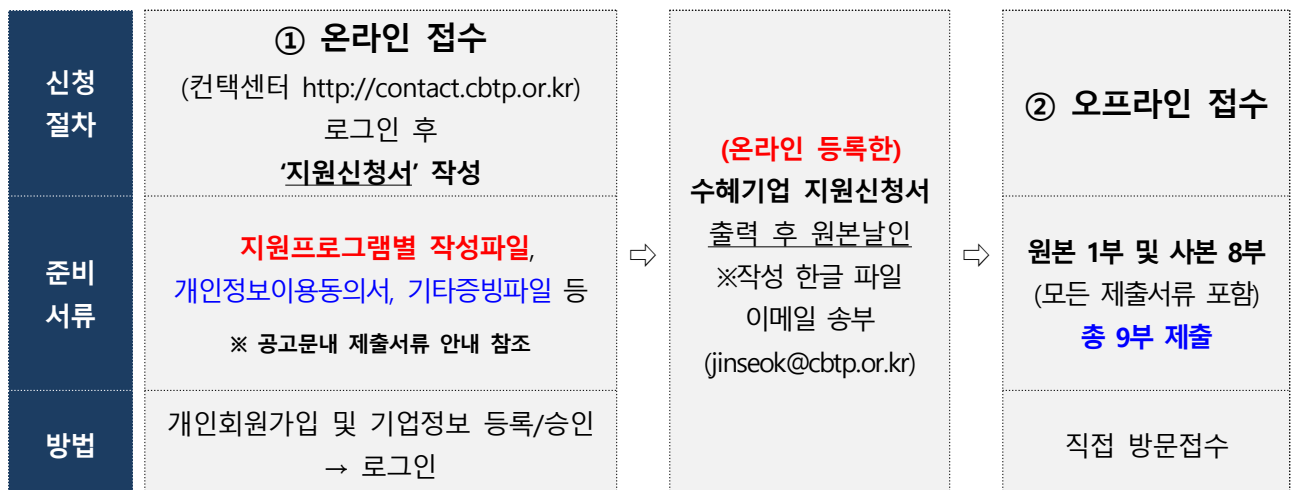 신청
절차
① 온라인 접수
(컨택센터 http://contact.cbtp.or.kr)
로그인 후
‘지원신청서’ 작성
준비
서류
지원프로그램별 작성파일,
개인정보이용동의서, 기타증빙파일 등
※ 공고문내 제출서류 안내 참조
방법
개인회원가입 및 기업정보 등록/승인
→ 로그인
⇨
(온라인 등록한)
수혜기업 지원신청서
출력 후 원본날인
※작성 한글 파일
이메일 송부
(jinseok@cbtp.or.kr)
⇨
② 오프라인 접수
원본 1부 및 사본 8부
(모든 제출서류 포함)
총 9부 제출
직접 방문접수